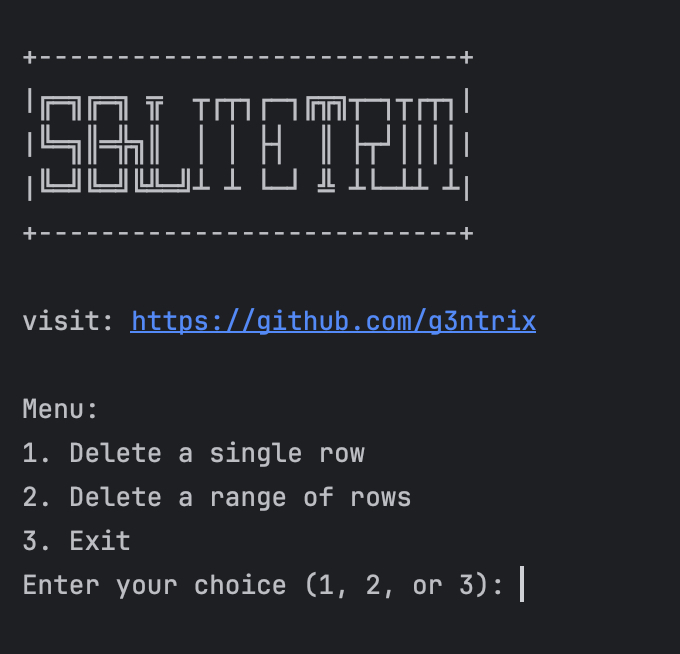 SQLiteTrim
visit: https://github.com/g3ntrix
Menu:
1. Delete a single row
2. Delete a range of rows
3. Exit
Enter your choice (1, 2, or 3):